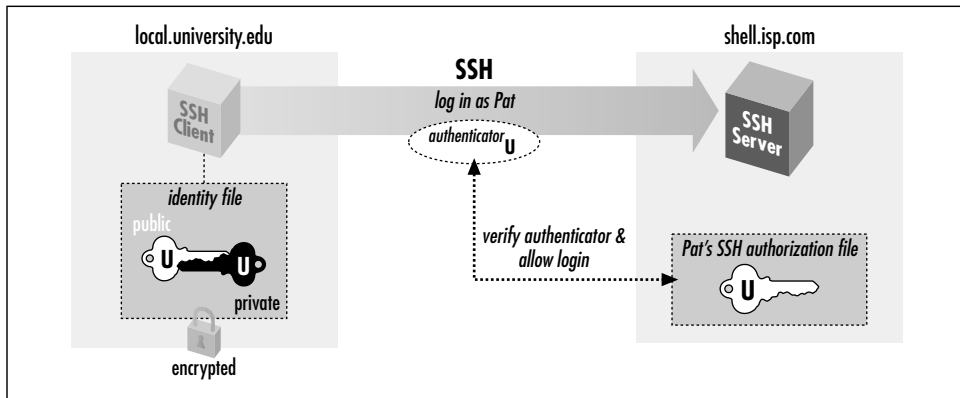 local.university.edu
shell.isp.com
SSH
log in as Pat
SSH
Client
authenticator U
SSH
Server
identity file
public
U
U
private
encrypted
verify authenticator &
allow login
Pat's SSH authorization file
U